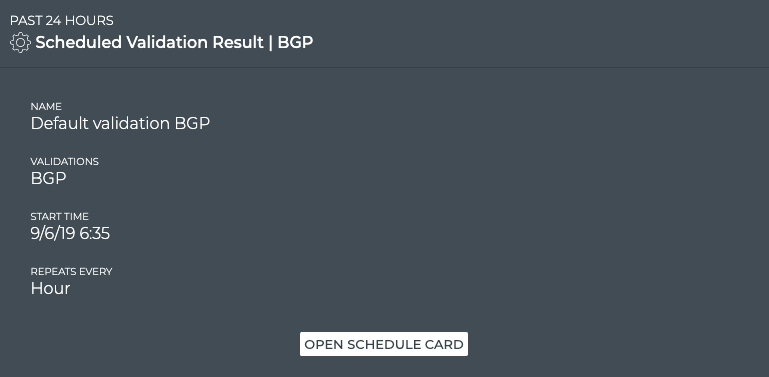 PAST 24 HOURS
Scheduled Validation Result | BGP
NAME
Default validation BGP
VALIDATIONS
BGP
START TIME
9/6/19 6:35
REPEATS EVERY
Hour
OPEN SCHEDULE CARD